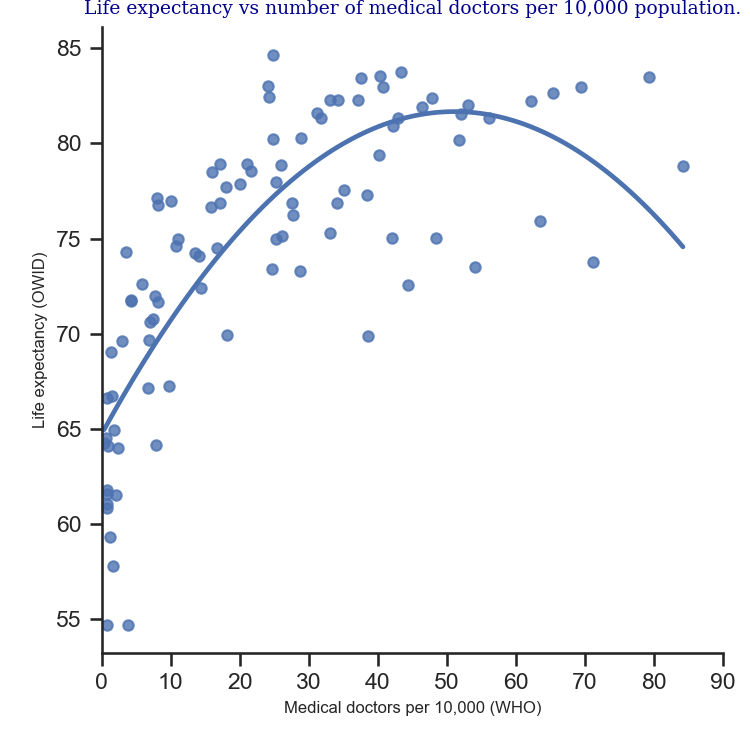 Life expectancy vs number of medical doctors per 10,000 population.
85
80
75
70
65
60
55
Life expectancy (OWID)
0 10 20 30 40 50 60 70 80 90
Medical doctors per 10,000 (WHO)